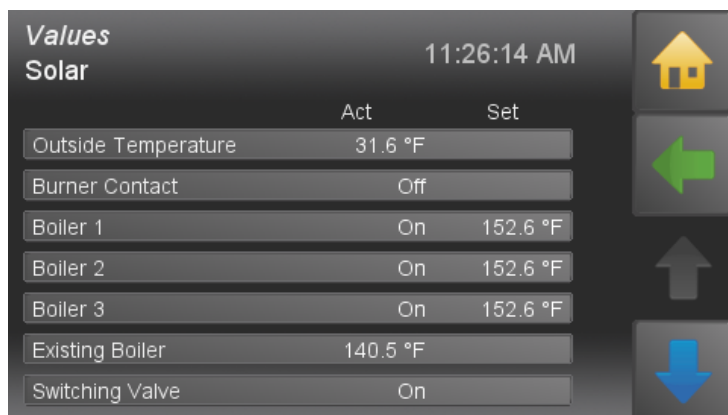 Values
Solar
11:26:14 AM
Act Set
Outside Temperature 31.6 °F
Burner Contact Off
Boiler 1 On 152.6 °F
Boiler 2 On 152.6 °F
Boiler 3 On 152.6 °F
Existing Boiler 140.5 °F
Switching Valve On